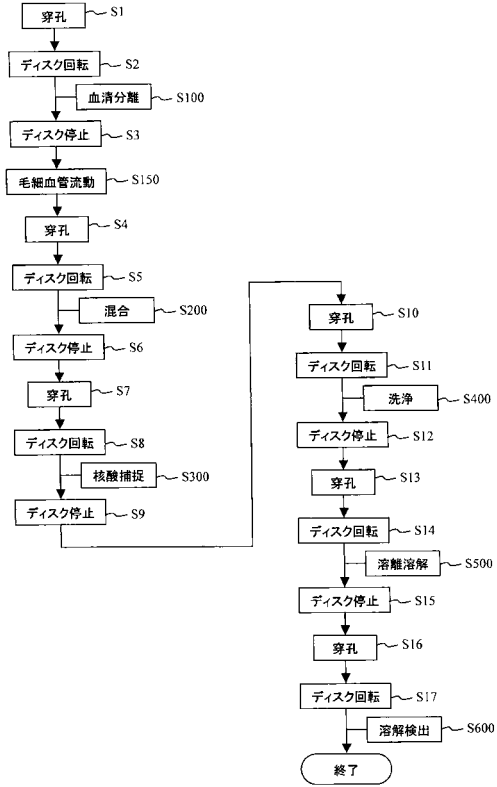 穿孔 S1
ディスク回転 S2
血清分離 S100
ディスク停止 S3
毛細血管流動 S150
穿孔 S4
ディスク回転 S5
混合 S200
ディスク停止 S6
穿孔 S7
ディスク回転 S8
核酸捕捉 S300
ディスク停止 S9
穿孔 S10
ディスク回転 S11
洗浄 S400
ディスク停止 S12
穿孔 S13
ディスク回転 S14
溶離溶解 S500
ディスク停止 S15
穿孔 S16
ディスク回転 S17
溶解検出 S600
終了